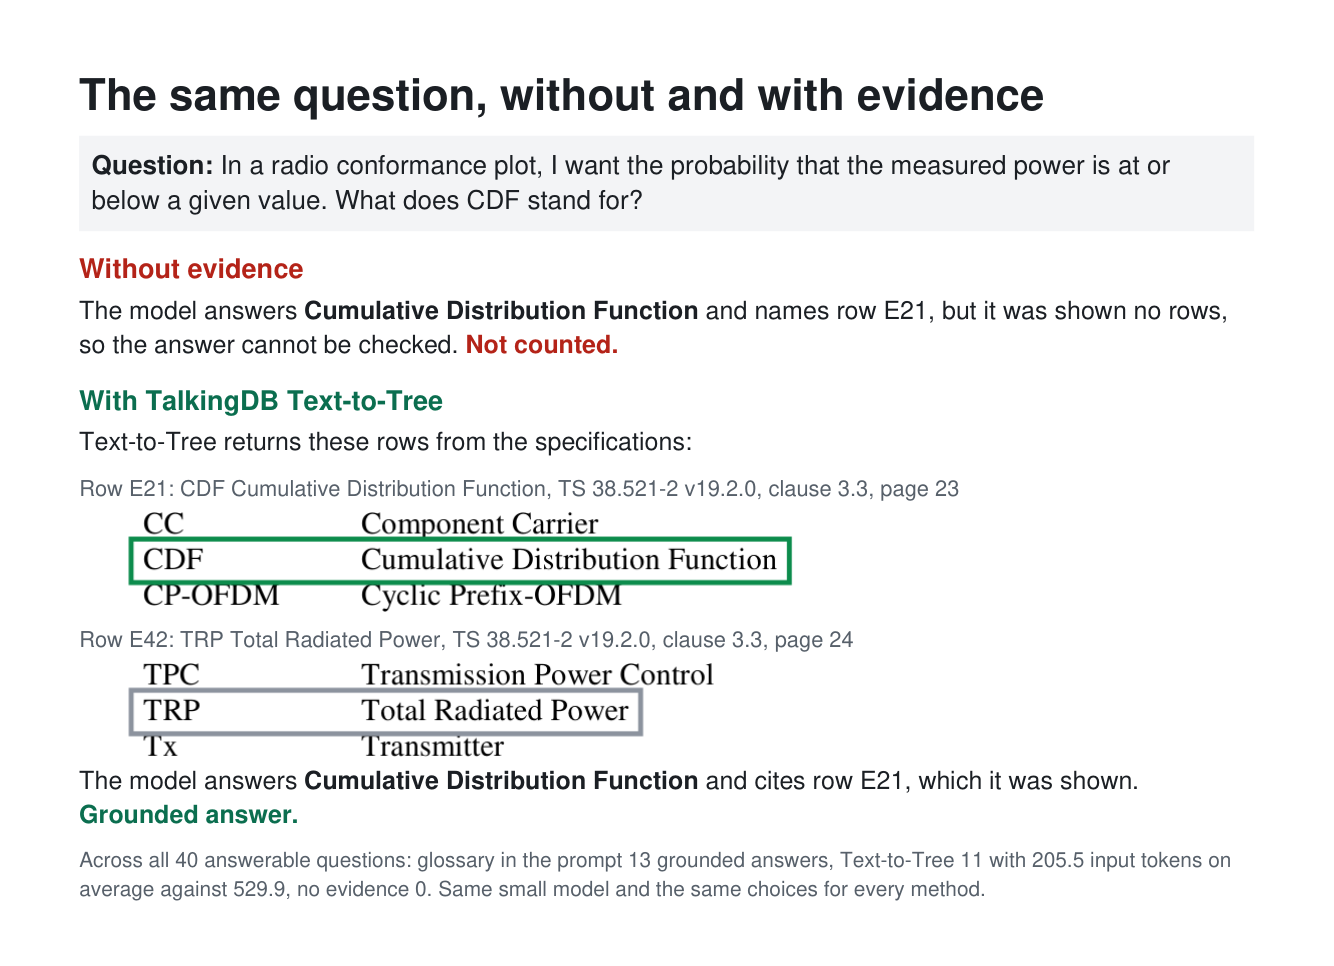 The same question, without and with evidence
Question: In a radio conformance plot, I want the probability that the measured power is at or
below a given value. What does CDF stand for?
Without evidence
The model answers Cumulative Distribution Function and names row E21, but it was shown no rows,
so the answer cannot be checked. Not counted.
With TalkingDB Text-to-Tree
Text-to-Tree returns these rows from the specifications:
Row E21: CDF Cumulative Distribution Function, TS 38.521-2 v19.2.0, clause 3.3, page 23
CC Component Carrier
CDF Cumulative Distribution Function
CP-OFDM Cyclic Prefix-OFDM
Row E42: TRP Total Radiated Power, TS 38.521-2 v19.2.0, clause 3.3, page 24
TPC Transmission Power Control
TRP Total Radiated Power
Tx Transmitter
The model answers Cumulative Distribution Function and cites row E21, which it was shown.
Grounded answer.
Across all 40 answerable questions: glossary in the prompt 13 grounded answers, Text-to-Tree 11 with 205.5 input tokens on
average against 529.9, no evidence 0. Same small model and the same choices for every method.